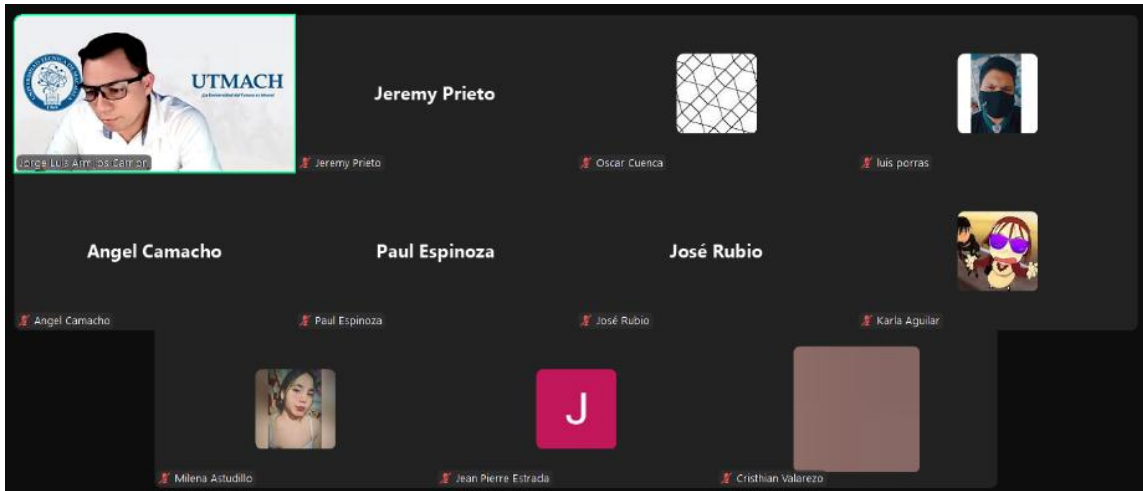 UTMACH
Jorge Luis Armijos Carrion
Jeremy Prieto
Jeremy Prieto
Oscar Cuenca
luis porras
Angel Camacho
Paul Espinoza
José Rubio
Angel Camacho
Paul Espinoza
José Rubio
Karla Aguilar
J
Milena Astudillo
Jean Pierre Estrada
Cristhian Valarezo